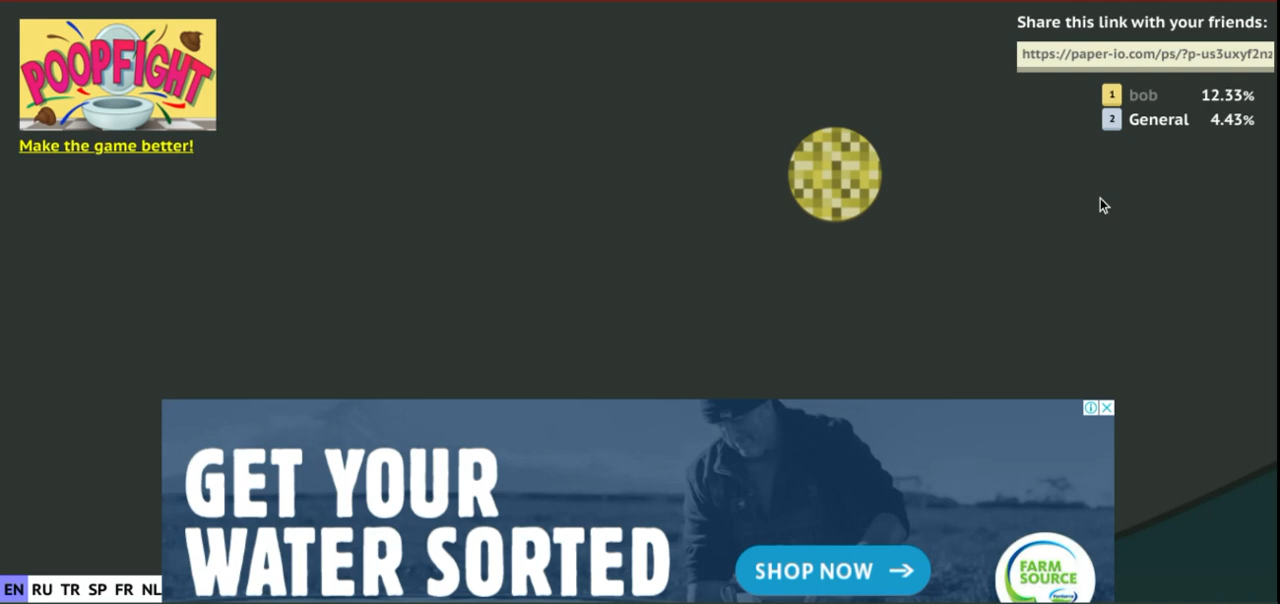 POOPFIGHT
Make the game better!
Share this link with your friends:
https://paper-io.com/ps/?p-us3uxyf2nz
1 bob 12.33%
2 General 4.43%
GET YOUR
WATER SORTED
SHOP NOW
FARM
SOURCE
EN RU TR SP FR NL